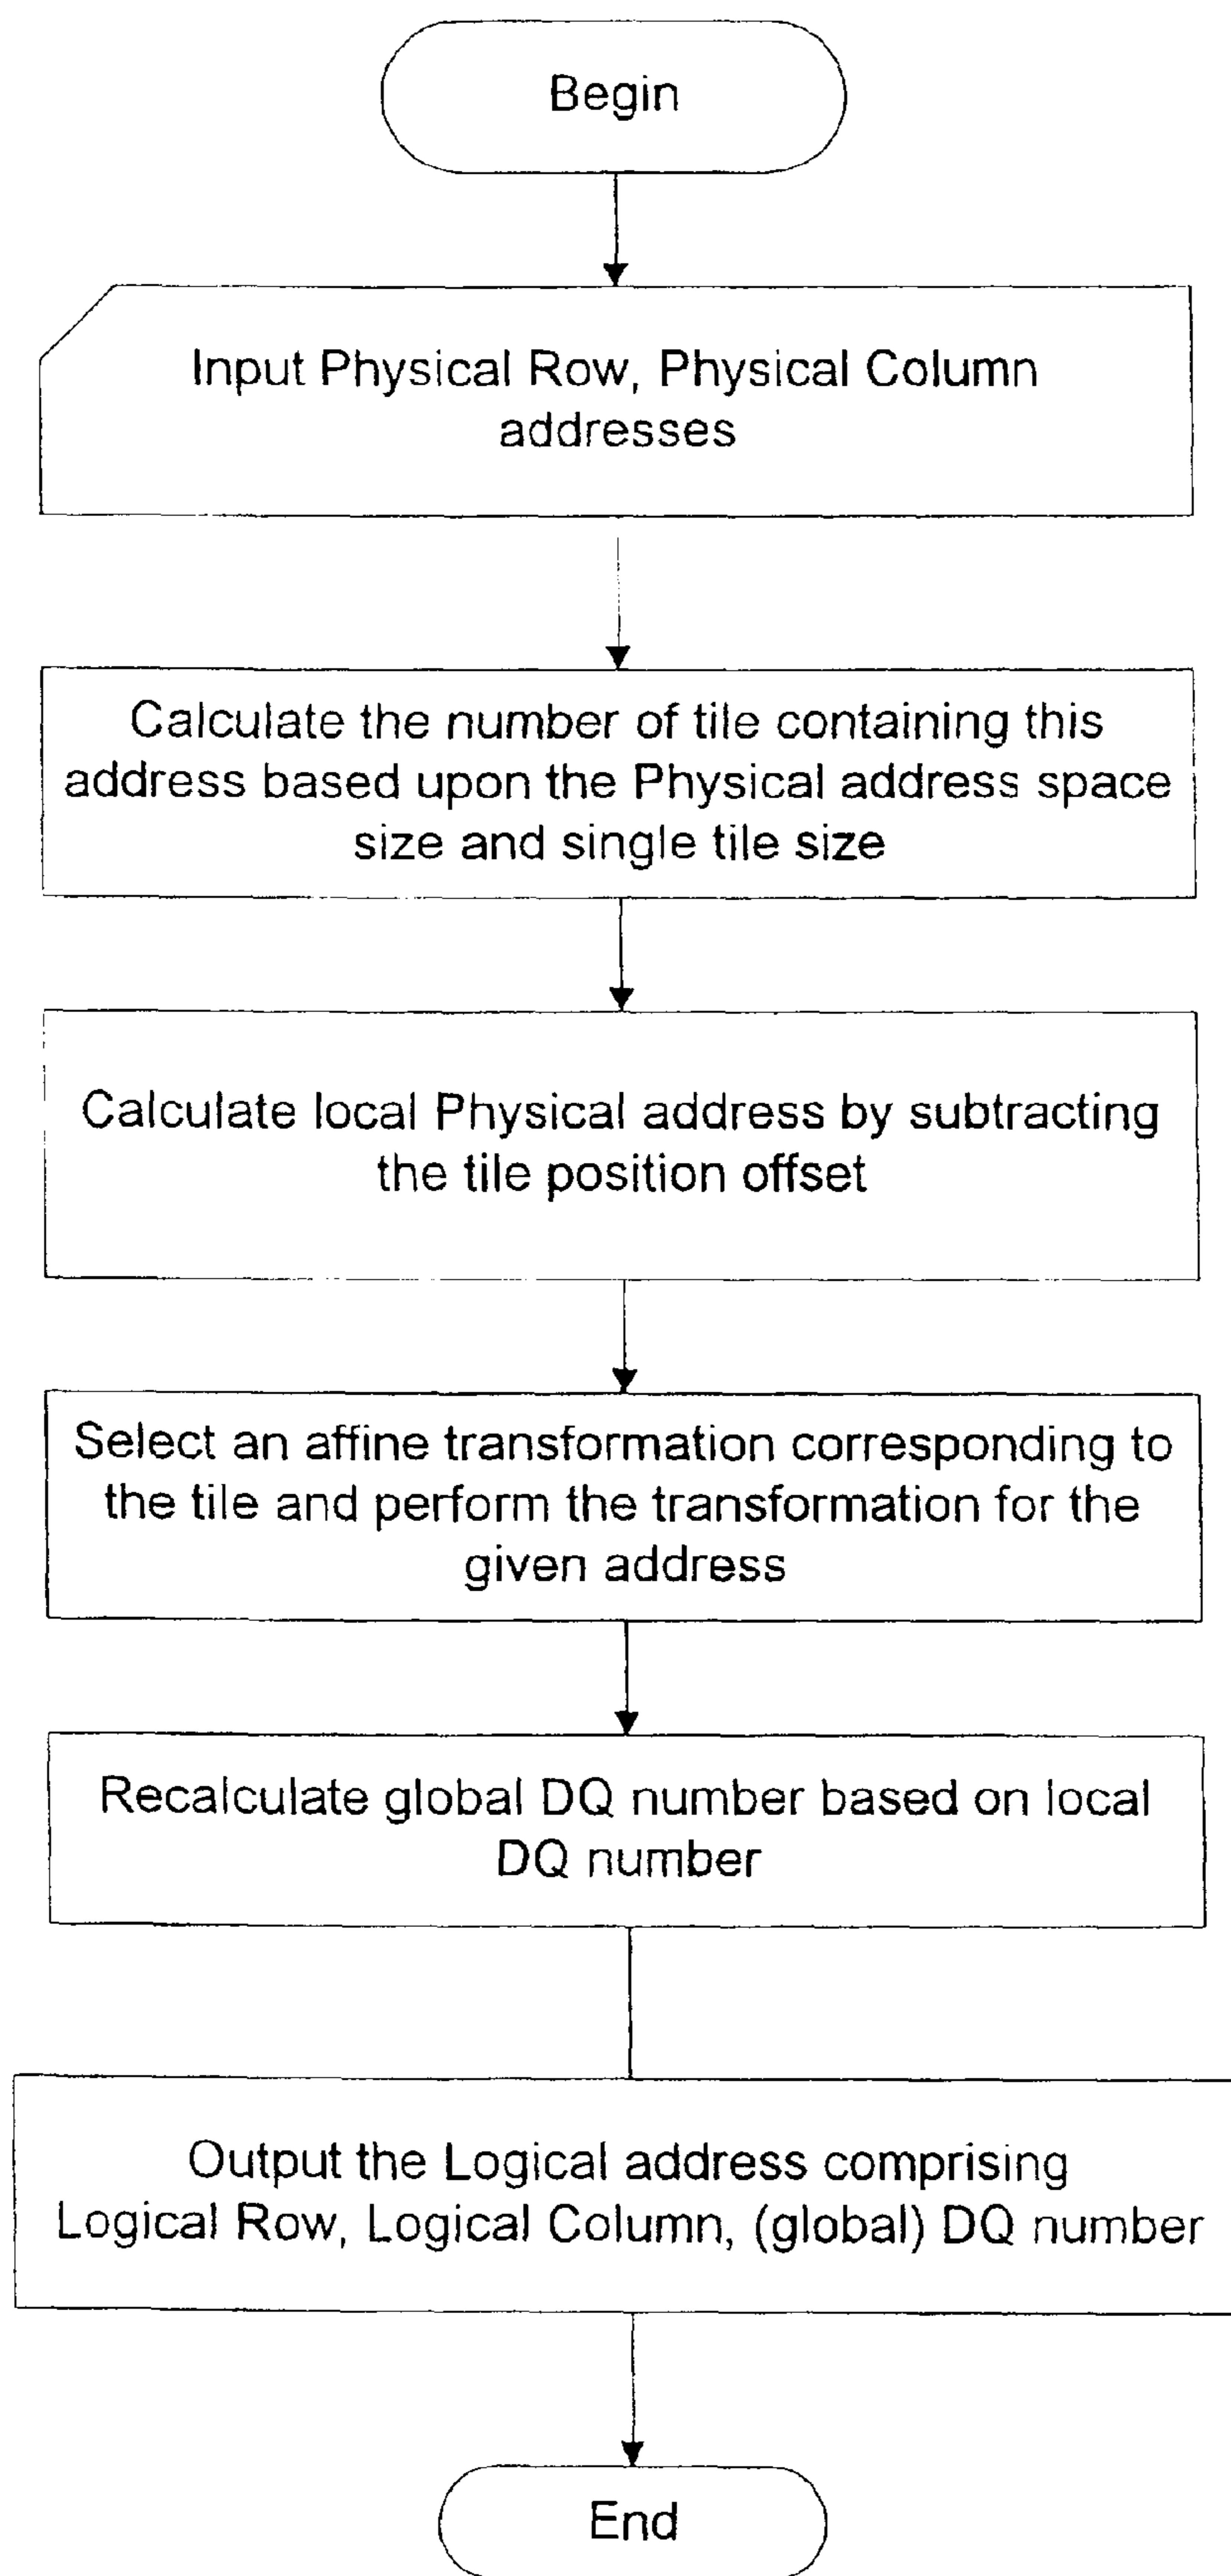 Begin
Input Physical Row, Physical Column
addresses
Calculate the number of tile containing this
address based upon the Physical address space
size and single tile size
Calculate local Physical address by subtracting
the tile position offset
Select an affine transformation corresponding to
the tile and perform the transformation for the
given address
Recalculate global DQ number based on local
DQ number
Output the Logical address comprising
Logical Row, Logical Column, (global) DQ number
End